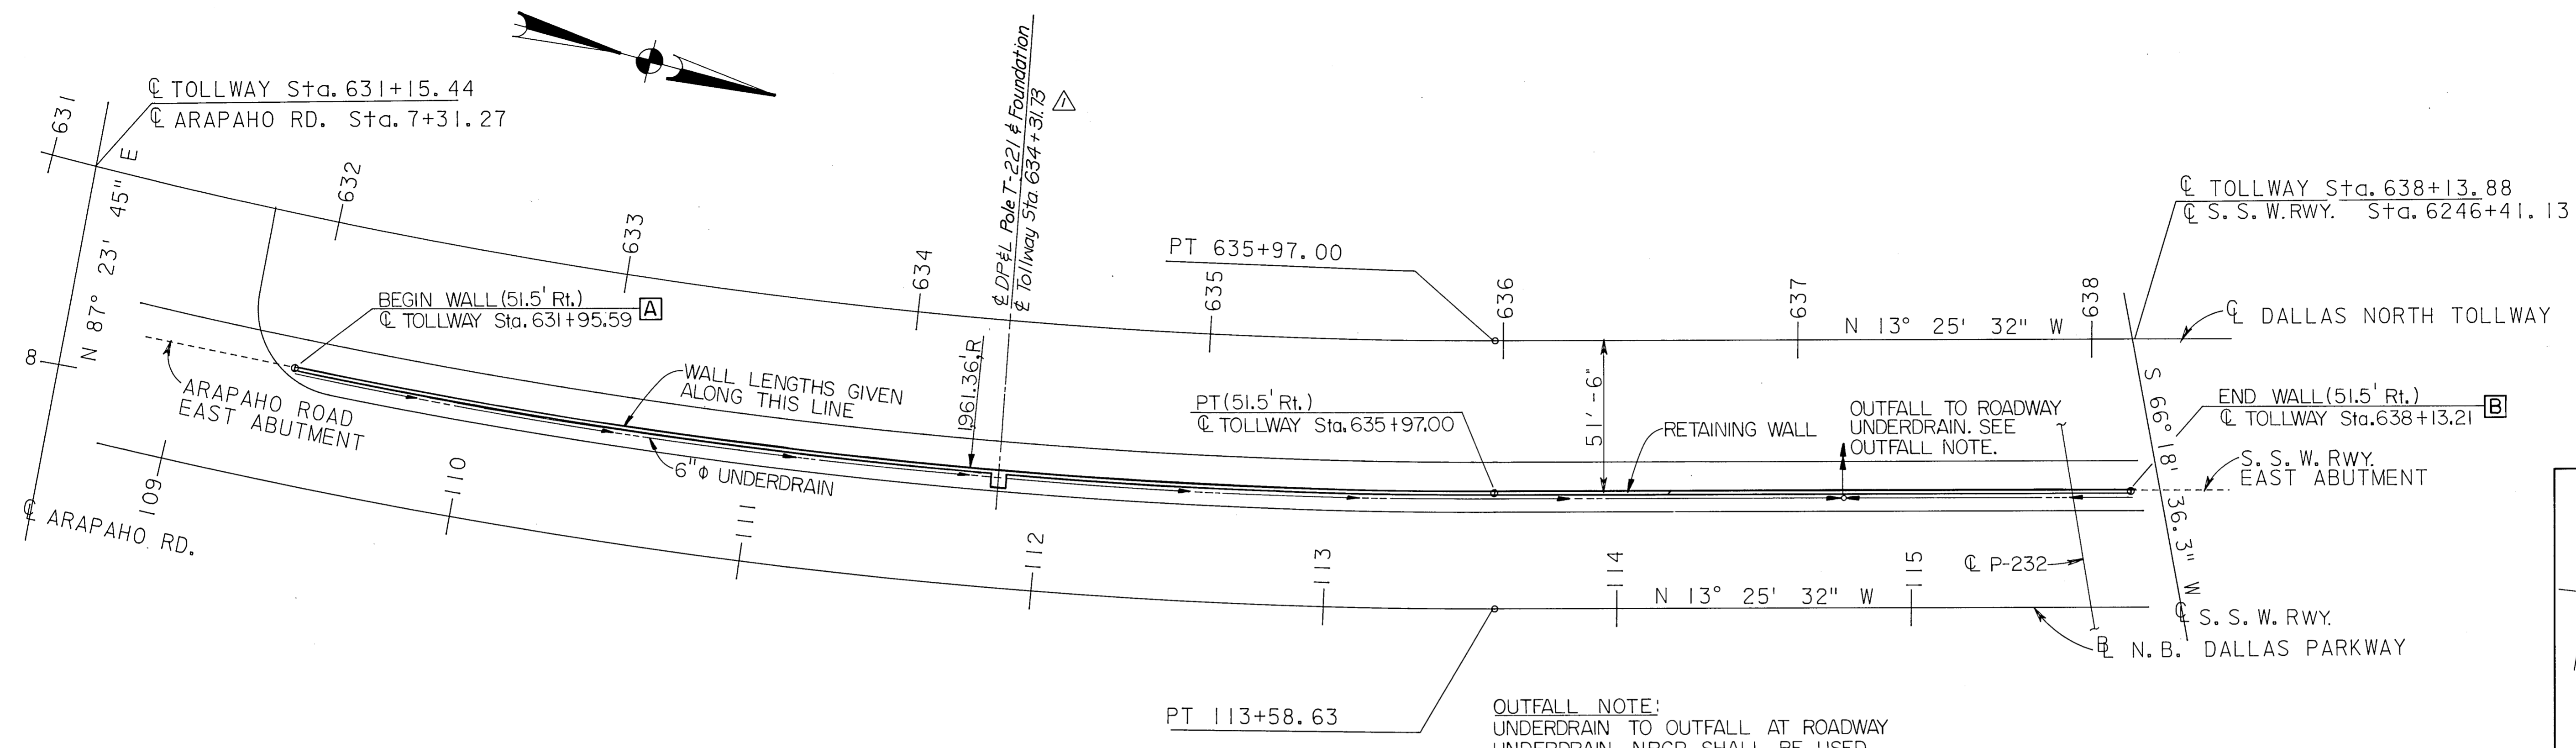 ℄ TOLLWAY Sta. 631+15.44
℄ ARAPAHO RD. Sta. 7+31.27
631
632
633
634
635
636
637
638
N 87° 23' 45" E
8
℄ DP&L Pole T-221 & Foundation
℄ Tollway Sta. 634+31.73
1
BEGIN WALL (51.5' Rt.)
℄ TOLLWAY Sta. 631+95.59
A
ARAPAHO ROAD
EAST ABUTMENT
WALL LENGTHS GIVEN
ALONG THIS LINE
6"ϕ UNDERDRAIN
1961.36' R
PT 635+97.00
PT (51.5' Rt.)
℄ TOLLWAY Sta. 635+97.00
51'-6"
RETAINING WALL
OUTFALL TO ROADWAY
UNDERDRAIN. SEE
OUTFALL NOTE.
N 13° 25' 32" W
℄ TOLLWAY Sta. 638+13.88
℄ S. S. W. RWY. Sta. 6246+41.13
℄ DALLAS NORTH TOLLWAY
END WALL (51.5' Rt.)
℄ TOLLWAY Sta. 638+13.21
B
S. S. W. RWY.
EAST ABUTMENT
S 66° 18' 36.3" W
℄ S. S. W. RWY.
℄ P-232
℄ ARAPAHO RD.
109
110
111
112
113
114
115
N 13° 25' 32" W
BL N. B. DALLAS PARKWAY
PT 113+58.63
OUTFALL NOTE:
UNDERDRAIN TO OUTFALL AT ROADWAY
UNDERDRAIN. NRCP SHALL BE USED